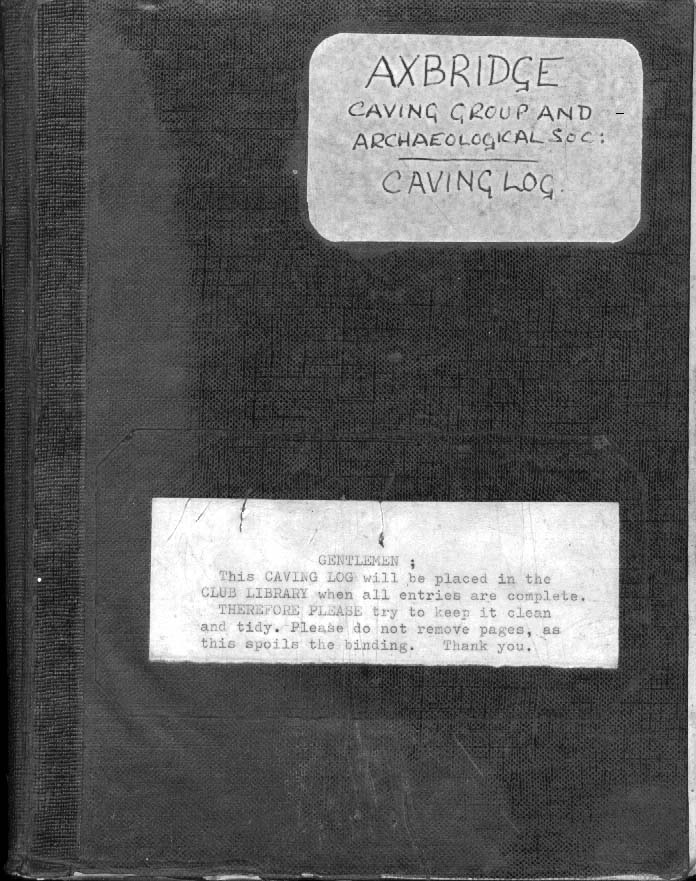 AXBRIDGE
CAVING GROUP AND -
ARCHAEOLOGICAL SOC:
CAVING LOG.
GENTLEMEN ;
This CAVING LOG will be placed in the
CLUB LIBRARY when all entries are complete.
THEREFORE PLEASE try to keep it clean
and tidy. Please do not remove pages, as
this spoils the binding. Thank you.